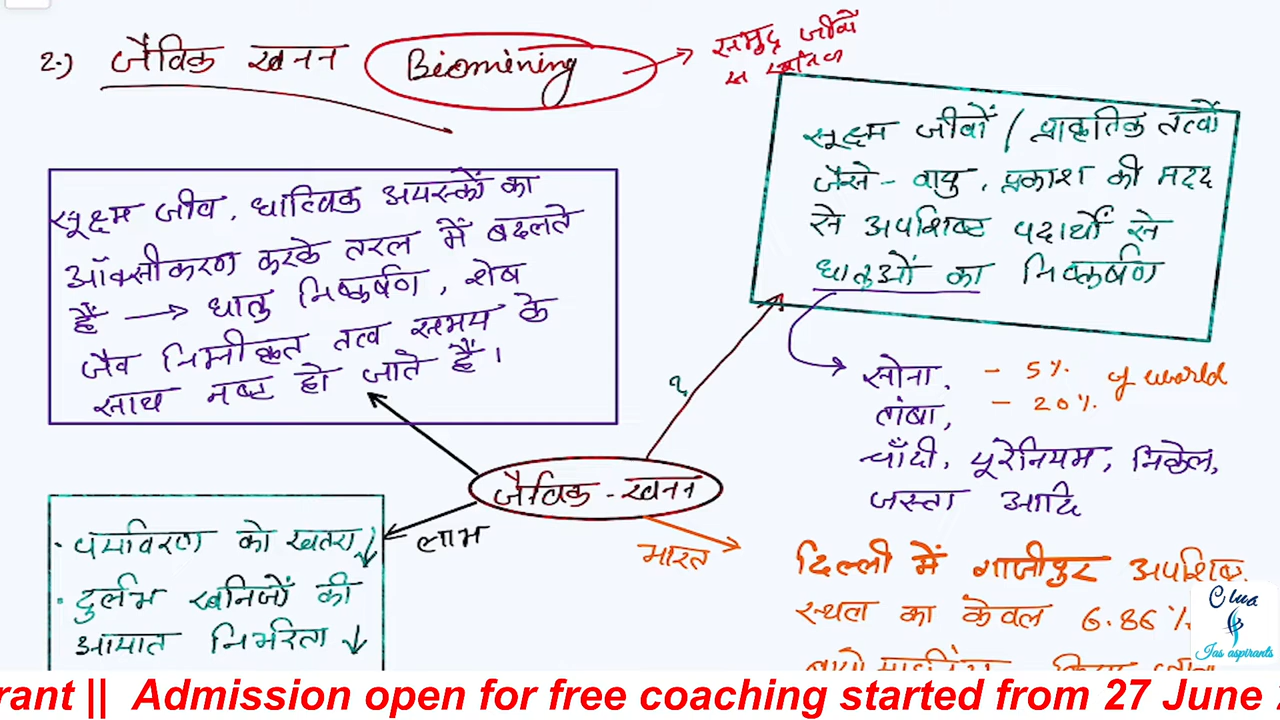 2.) जैविक खनन Biomining → समुद्र जीवों
से
सूक्ष्म जीवों / प्राकृतिक तत्वों
जैसे - वायु, प्रकाश की मदद
से अपशिष्ट पदार्थों से
धातुओं का निष्कर्षण
सूक्ष्म जीव, धात्विक अयस्कों का
ऑक्सीकरण करके तरल में बदलते
हैं → धातु निष्कर्षण, शेष
जैव निम्नीकृत तत्व समय के
साथ नष्ट हो जाते हैं।
सोना, - 5% of world
तांबा, - 20%
चाँदी, यूरेनियम, निकेल,
जस्ता आदि
जैविक - खनन
लाभ
· पर्यावरण को खतरा ↓
· दुर्लभ खनिजों की
आयात निर्भरता ↓
भारत
दिल्ली में गाजीपुर अपशिष्ट
स्थल का केवल 6.86%
Clua
Ias aspirants
rant || Admission open for free coaching started from 27 June